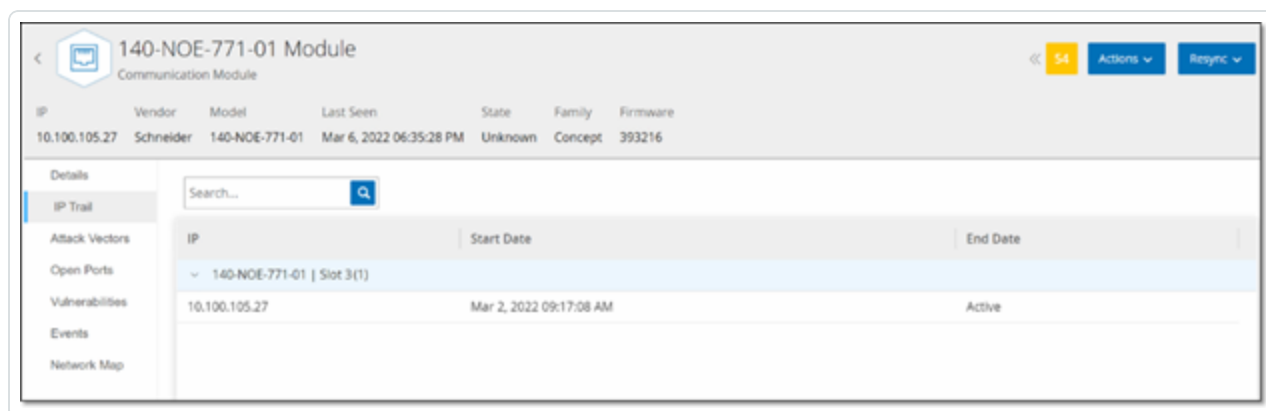 140-NOE-771-01 Module
Communication Module
54
Actions
Resync
IP Vendor Model Last Seen State Family Firmware
10.100.105.27 Schneider 140-NOE-771-01 Mar 6, 2022 06:35:28 PM Unknown Concept 393216
Details
Search...
IP Trail
Attack Vectors
IP Start Date End Date
Open Ports
140-NOE-771-01 | Slot 3(1)
Vulnerabilities
10.100.105.27 Mar 2, 2022 09:17:08 AM Active
Events
Network Map